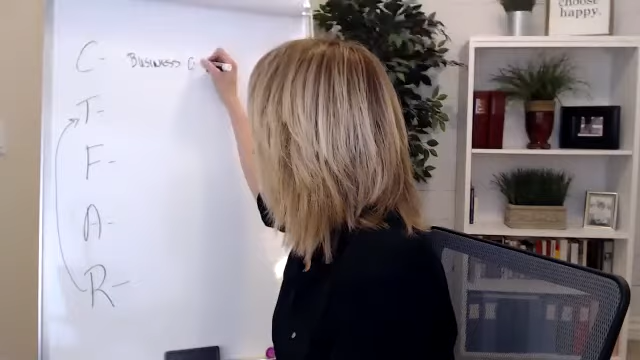 choose
happy.
C- BUSINESS
T-
F-
A-
R-